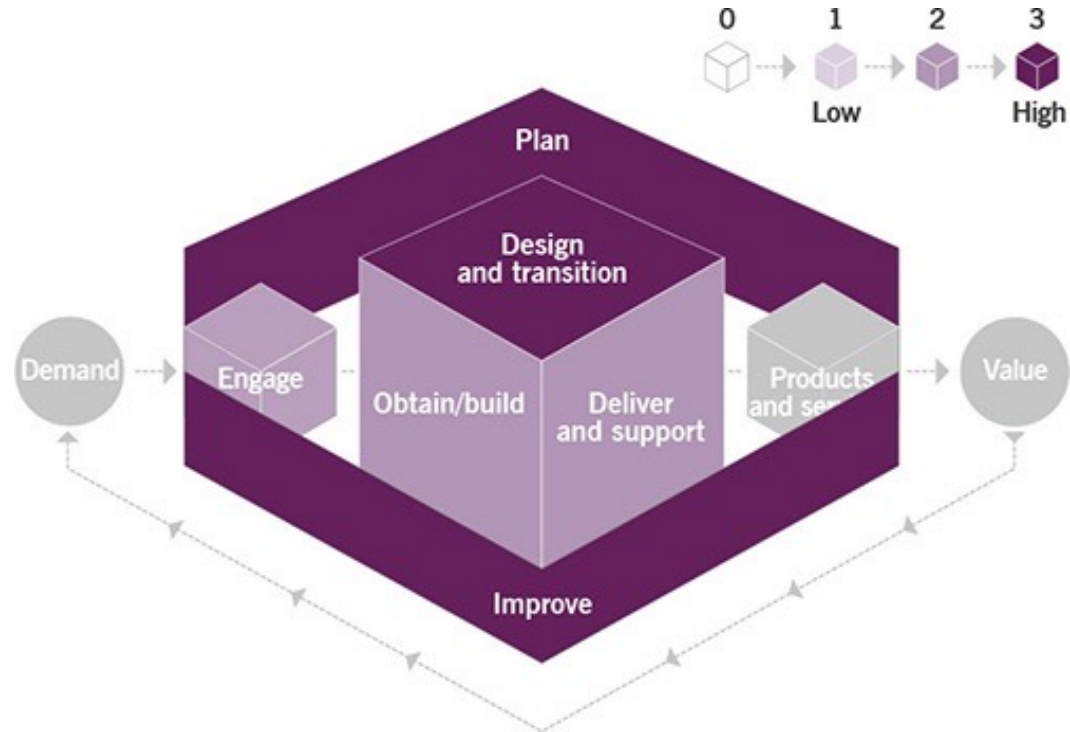 0 1 2 3
Low High
Plan
Design
and transition
Demand
Engage
Obtain/build
Deliver
and support
Products
and
Value
Improve